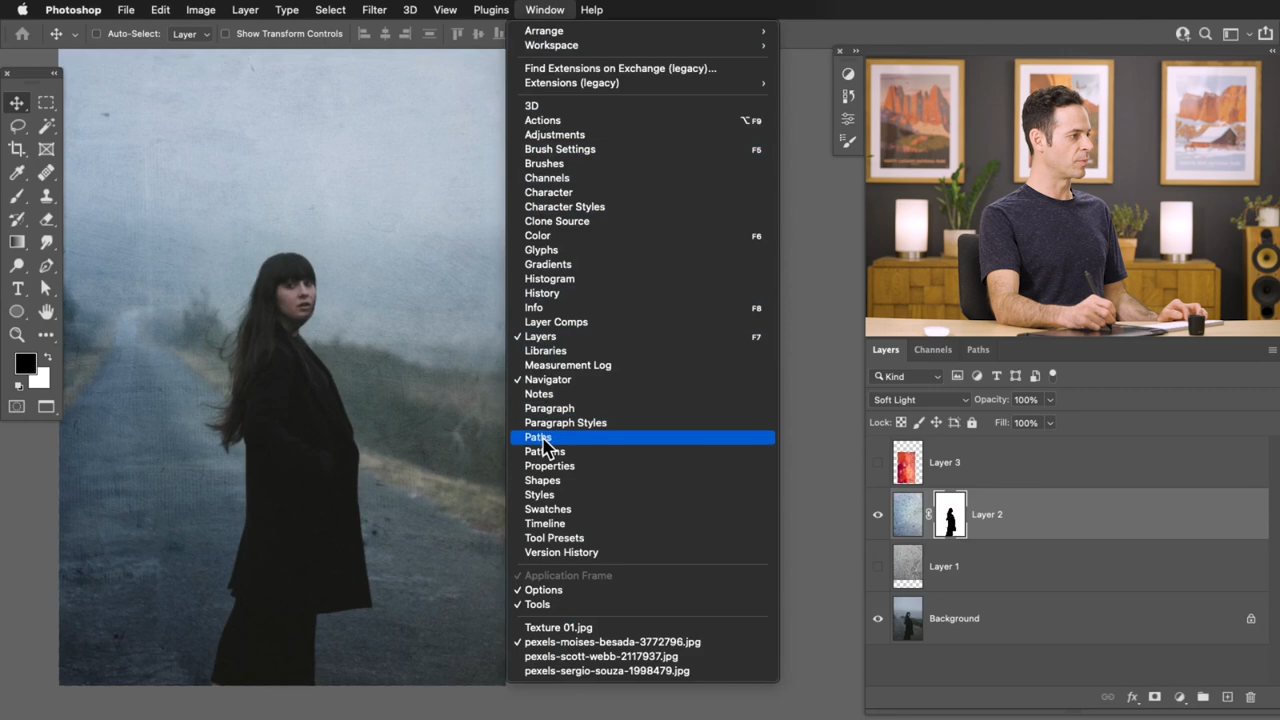 Photoshop File Edit Image Layer Type Select Filter 3D View Plugins Window Help
Auto-Select: Layer Show Transform Controls
Arrange
Workspace
Find Extensions on Exchange (legacy)...
Extensions (legacy)
3D
Actions ⌥F9
Adjustments
Brush Settings F5
Brushes
Channels
Character
Character Styles
Clone Source
Color F6
Glyphs
Gradients
Histogram
History
Info F8
Layer Comps
✓ Layers F7
Libraries
Measurement Log
✓ Navigator
Notes
Paragraph
Paragraph Styles
Paths
Patterns
Properties
Shapes
Styles
Swatches
Timeline
Tool Presets
Version History
✓ Application Frame
✓ Options
✓ Tools
Texture 01.jpg
✓ pexels-moises-besada-3772796.jpg
pexels-scott-webb-2117937.jpg
pexels-sergio-souza-1998479.jpg
Layers Channels Paths
Kind
Soft Light Opacity: 100%
Lock: Fill: 100%
Layer 3
Layer 2
Layer 1
Background